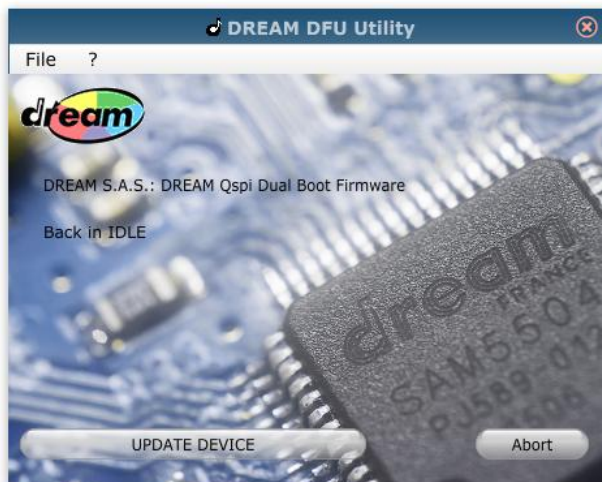 DREAM DFU Utility
File ?
dream
DREAM S.A.S.: DREAM Qspi Dual Boot Firmware
Back in IDLE
dream
FRANCE
SAM5504
UPDATE DEVICE
Abort